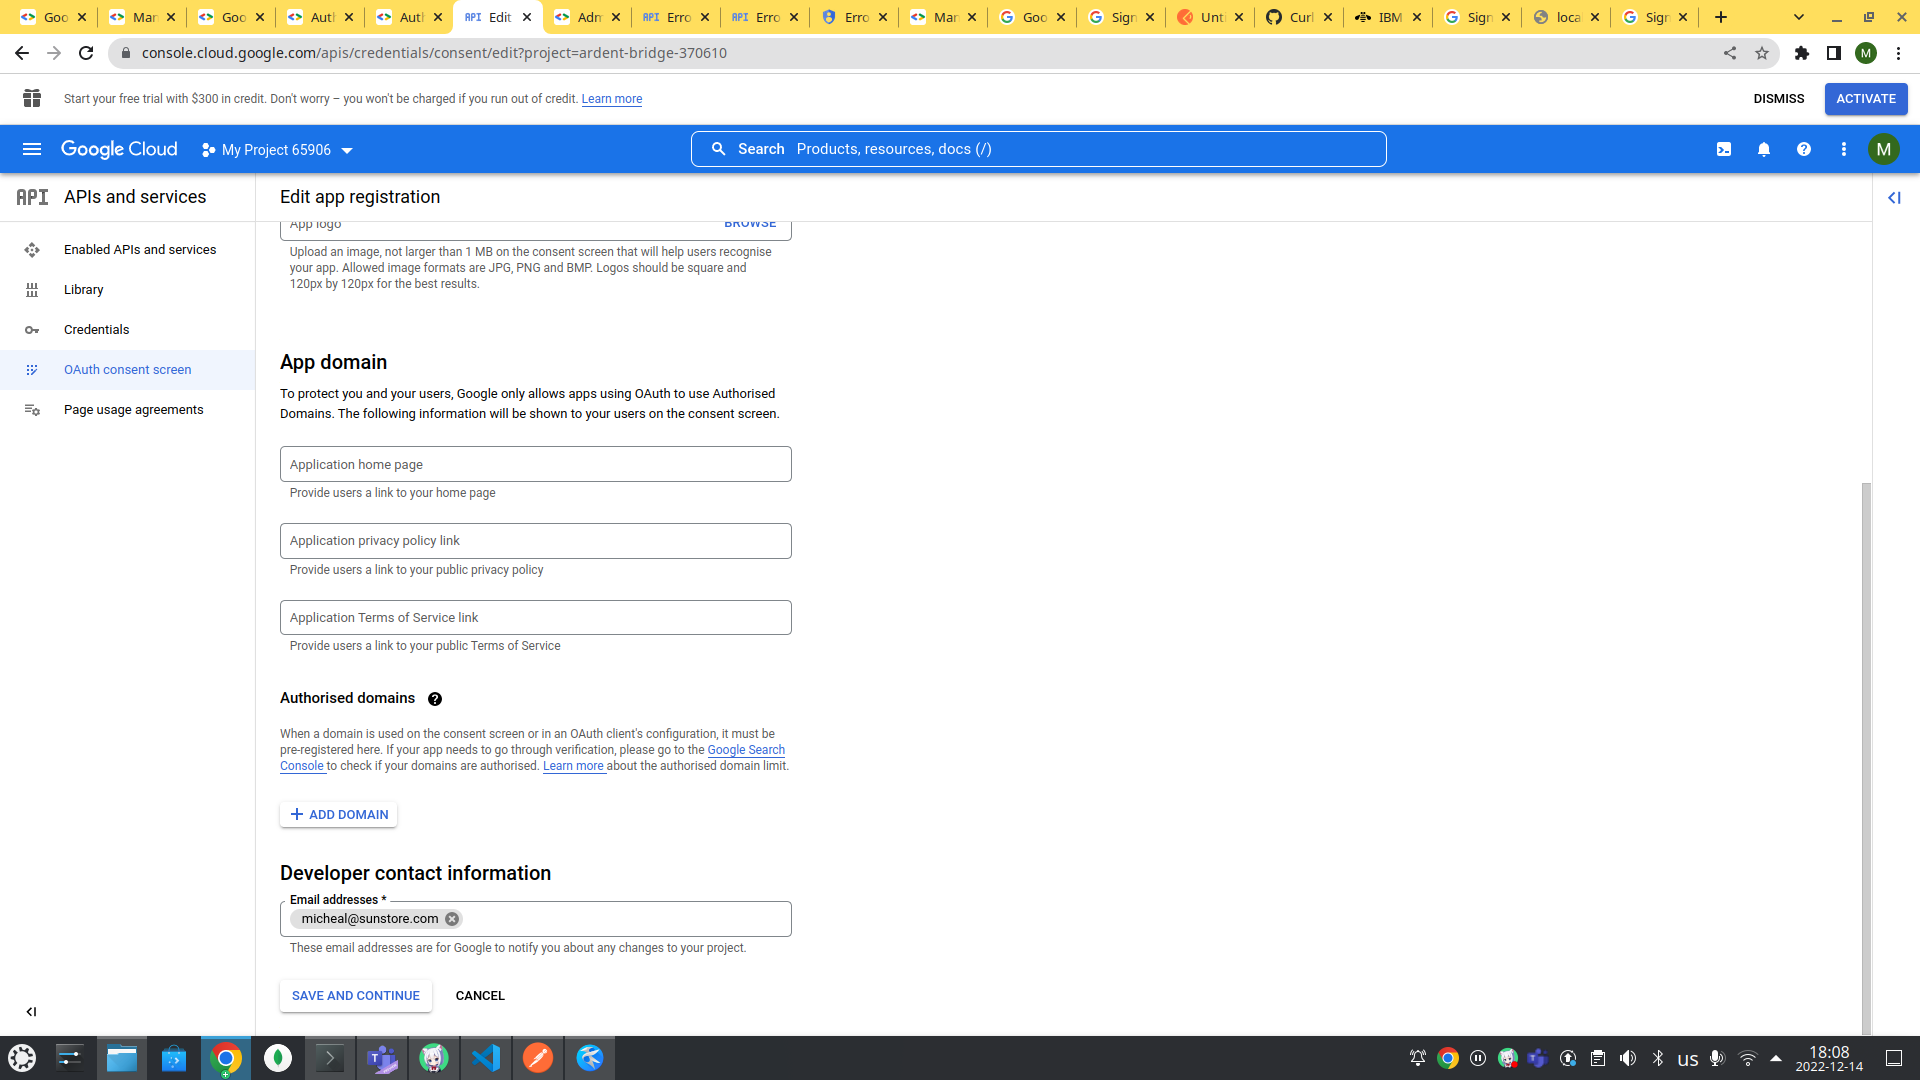 Goo
Man
Goo
Auth
Auth
API Edit
Adm
API Erro
API Erro
Erro
Man
Goo
Sign
Unti
Curl
IBM
Sign
loca
Sign
console.cloud.google.com/apis/credentials/consent/edit?project=ardent-bridge-370610
M
Start your free trial with $300 in credit. Don't worry – you won't be charged if you run out of credit. Learn more
DISMISS
ACTIVATE
Google Cloud
My Project 65906
Search Products, resources, docs (/)
M
API APIs and services
Edit app registration
Enabled APIs and services
Library
Credentials
OAuth consent screen
Page usage agreements
App logo
BROWSE
Upload an image, not larger than 1 MB on the consent screen that will help users recognise
your app. Allowed image formats are JPG, PNG and BMP. Logos should be square and
120px by 120px for the best results.
App domain
To protect you and your users, Google only allows apps using OAuth to use Authorised
Domains. The following information will be shown to your users on the consent screen.
Application home page
Provide users a link to your home page
Application privacy policy link
Provide users a link to your public privacy policy
Application Terms of Service link
Provide users a link to your public Terms of Service
Authorised domains
When a domain is used on the consent screen or in an OAuth client's configuration, it must be
pre-registered here. If your app needs to go through verification, please go to the Google Search
Console to check if your domains are authorised. Learn more about the authorised domain limit.
ADD DOMAIN
Developer contact information
Email addresses *
micheal@sunstore.com
These email addresses are for Google to notify you about any changes to your project.
SAVE AND CONTINUE
CANCEL
us
18:08
2022-12-14